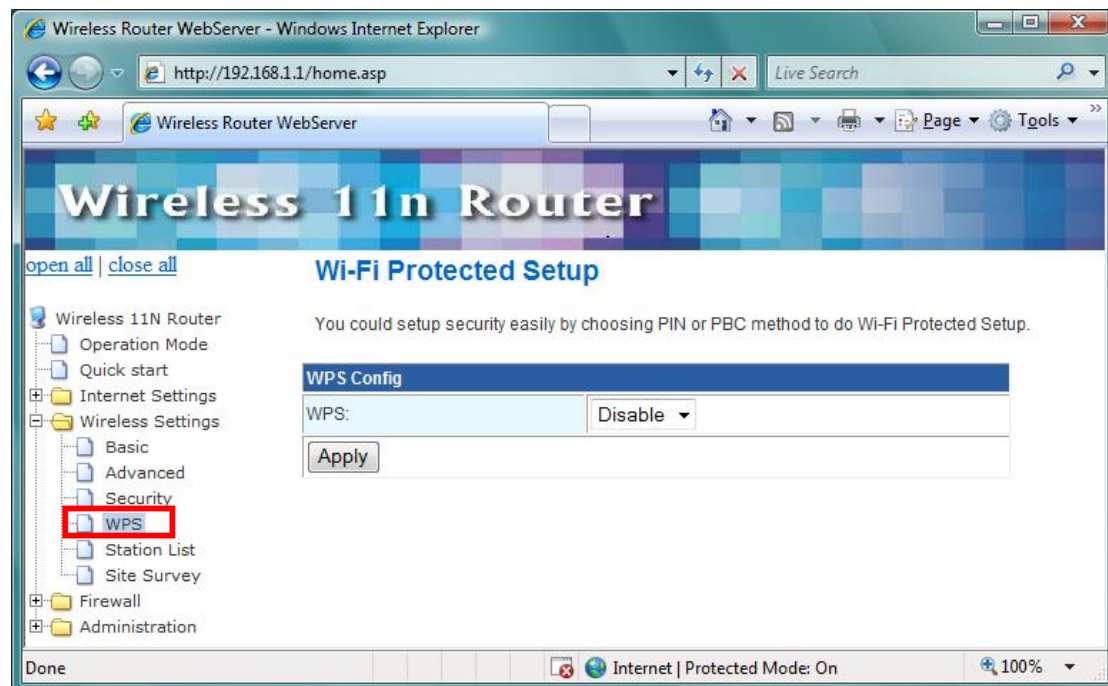 Wireless Router WebServer - Windows Internet Explorer
http://192.168.1.1/home.asp
Live Search
Wireless Router WebServer
Page
Tools
Wireless 11n Router
open all | close all
Wi-Fi Protected Setup
Wireless 11N Router
You could setup security easily by choosing PIN or PBC method to do Wi-Fi Protected Setup.
Operation Mode
Quick start
WPS Config
Internet Settings
WPS:
Disable
Wireless Settings
Basic
Apply
Advanced
Security
WPS
Station List
Site Survey
Firewall
Administration
Done
Internet | Protected Mode: On
100%